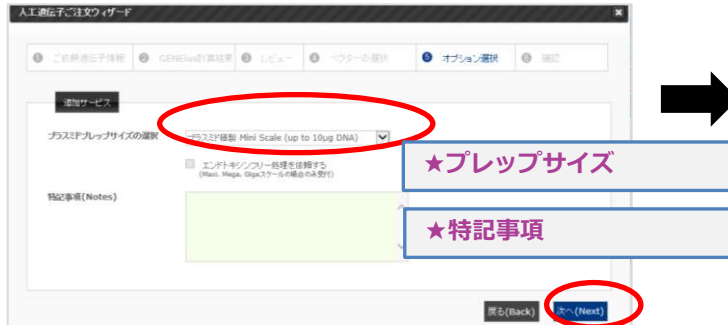 人工遺伝子ご注文ウィザード
❶ ご依頼遺伝子情報 ❷ GENEius計算結果 ❸ レビュー ❹ ベクターの選択 ❺ オプション選択 ❻ 確認
追加サービス
プラスミドプレップサイズの選択 プラスミド精製 Mini Scale (up to 10μg DNA)
エンドトキシンフリー処理を依頼する
(Maxi, Mega, Gigaスケールの場合のみ受付)
★プレップサイズ
特記事項(Notes)
★特記事項
戻る(Back) 次へ(Next)